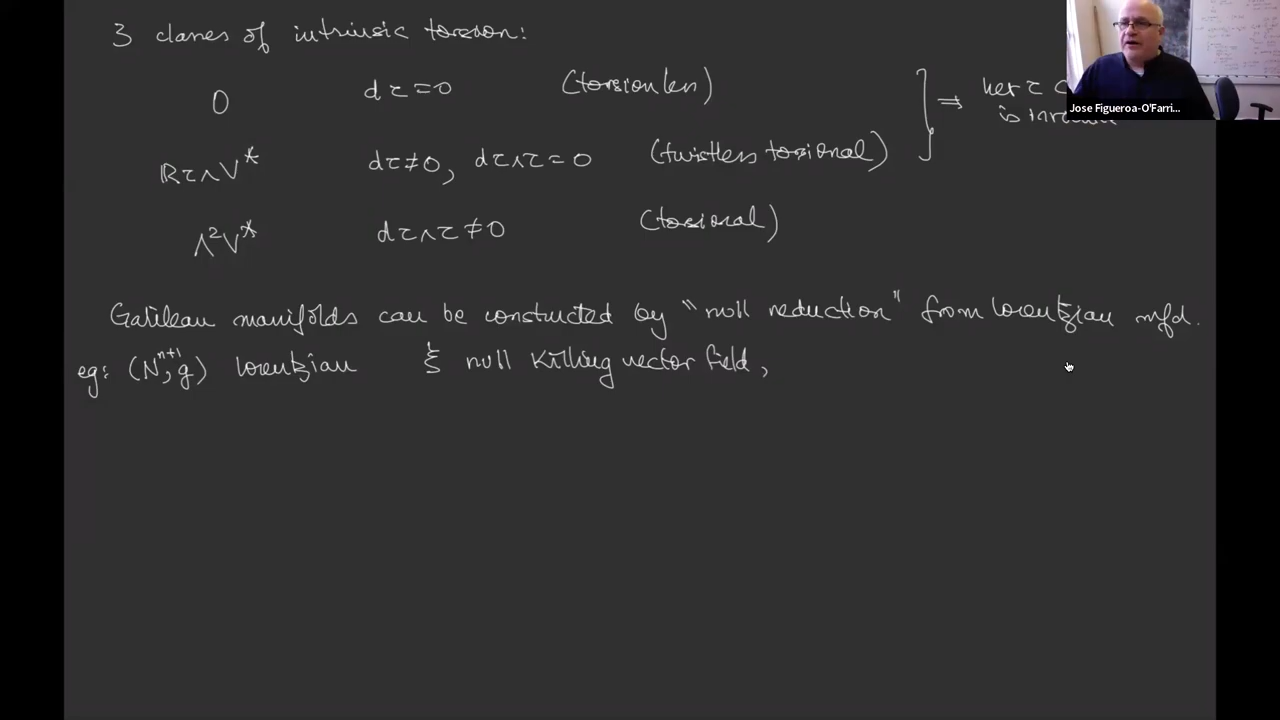 3 classes of intrinsic torsion:
0 dτ = 0 (torsionless)
ℝτ∧V* dτ ≠ 0, dτ∧τ = 0 (twistless torsional) } ⇒ ker τ
is
Λ²V* dτ∧τ ≠ 0 (torsional)
Galilean manifolds can be constructed by "null reduction" from lorentzian mfd.
eg: (Nⁿ⁺¹, g) lorentzian ξ null Killing vector field,
Jose Figueroa-O'Farri...